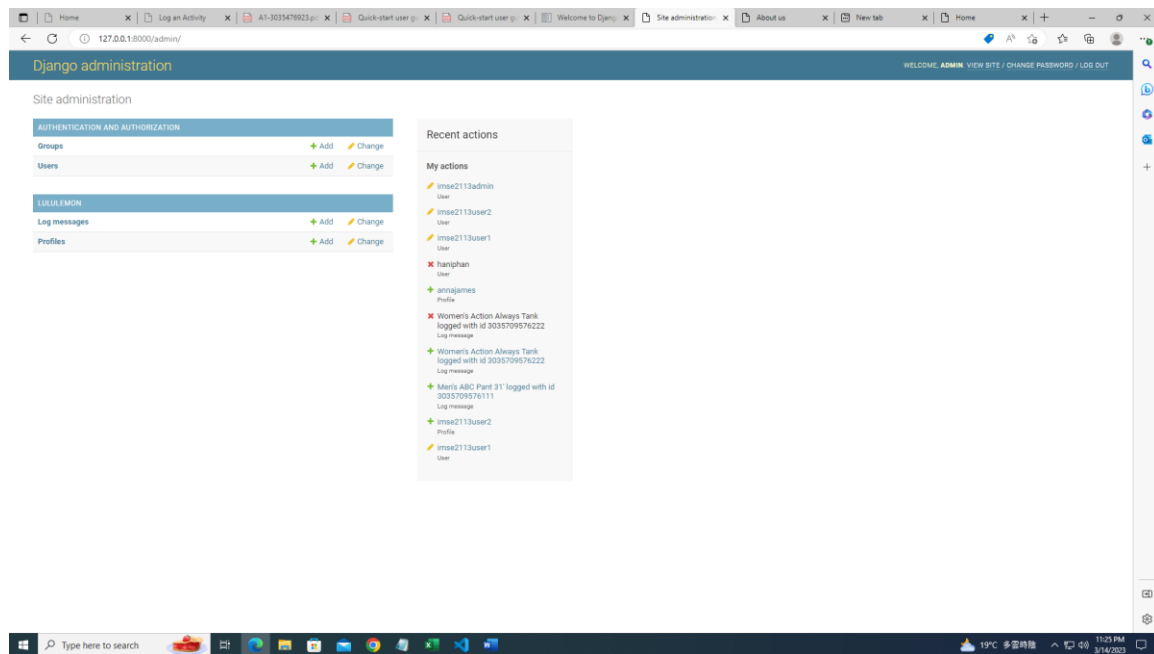 Home
Log an Activity
A1-3035476923.pc
Quick-start user g
Quick-start user g
Welcome to Djang
Site administration
About us
New tab
Home
127.0.0.1:8000/admin/
Django administration
WELCOME, ADMIN. VIEW SITE / CHANGE PASSWORD / LOG OUT
Site administration
AUTHENTICATION AND AUTHORIZATION
Groups Add Change
Users Add Change
LULULEMON
Log messages Add Change
Profiles Add Change
Recent actions
My actions
imse2113admin
User
imse2113user2
User
imse2113user1
User
haniphan
User
annajames
Profile
Women's Action Always Tank
logged with id 3035709576222
Log message
Women's Action Always Tank
logged with id 3035709576222
Log message
Men's ABC Pant 31' logged with id
3035709576111
Log message
imse2113user2
Profile
imse2113user1
User
Type here to search
19°C 多雲時陰
11:25 PM
3/14/2023